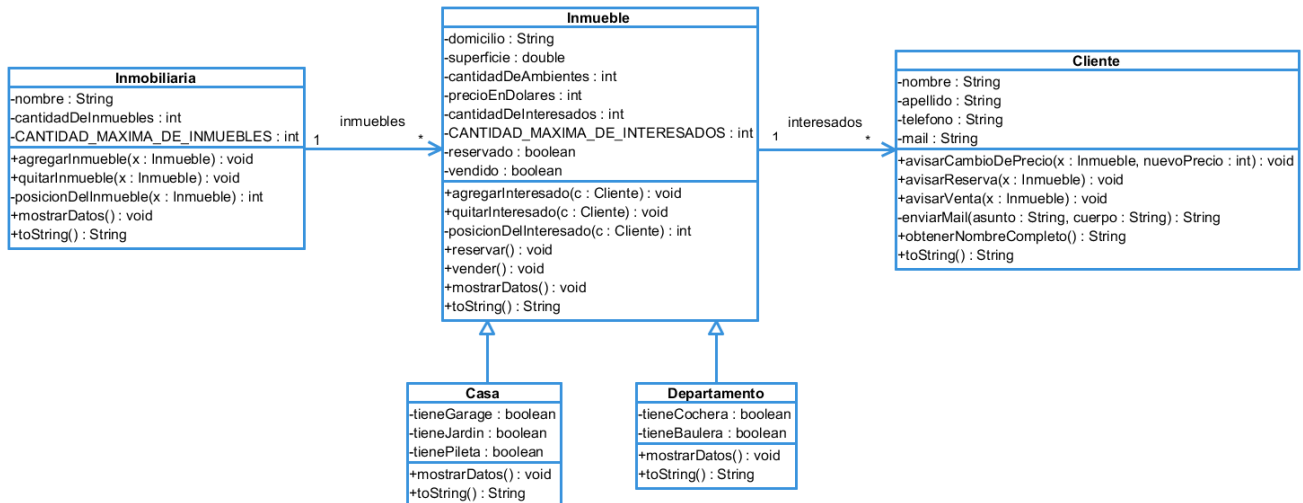 Inmobiliaria
-nombre : String
-cantidadDeInmuebles : int
-CANTIDAD_MAXIMA_DE_INMUEBLES : int
+agregarInmueble(x : Inmueble) : void
+quitarInmueble(x : Inmueble) : void
-posicionDelInmueble(x : Inmueble) : int
+mostrarDatos() : void
+toString() : String
inmuebles
1
*
Inmueble
-domicilio : String
-superficie : double
-cantidadDeAmbientes : int
-precioEnDolares : int
-cantidadDeInteresados : int
-CANTIDAD_MAXIMA_DE_INTERESADOS : int
-reservado : boolean
-vendido : boolean
+agregarInteresado(c : Cliente) : void
+quitarInteresado(c : Cliente) : void
-posicionDelInteresado(c : Cliente) : int
+reservar() : void
+vender() : void
+mostrarDatos() : void
+toString() : String
interesados
1
*
Cliente
-nombre : String
-apellido : String
-telefono : String
-mail : String
+avisarCambioDePrecio(x : Inmueble, nuevoPrecio : int) : void
+avisarReserva(x : Inmueble) : void
+avisarVenta(x : Inmueble) : void
-enviarMail(asunto : String, cuerpo : String) : String
+obtenerNombreCompleto() : String
+toString() : String
Casa
-tieneGarage : boolean
-tieneJardin : boolean
-tienePileta : boolean
+mostrarDatos() : void
+toString() : String
Departamento
-tieneCochera : boolean
-tieneBaulera : boolean
+mostrarDatos() : void
+toString() : String